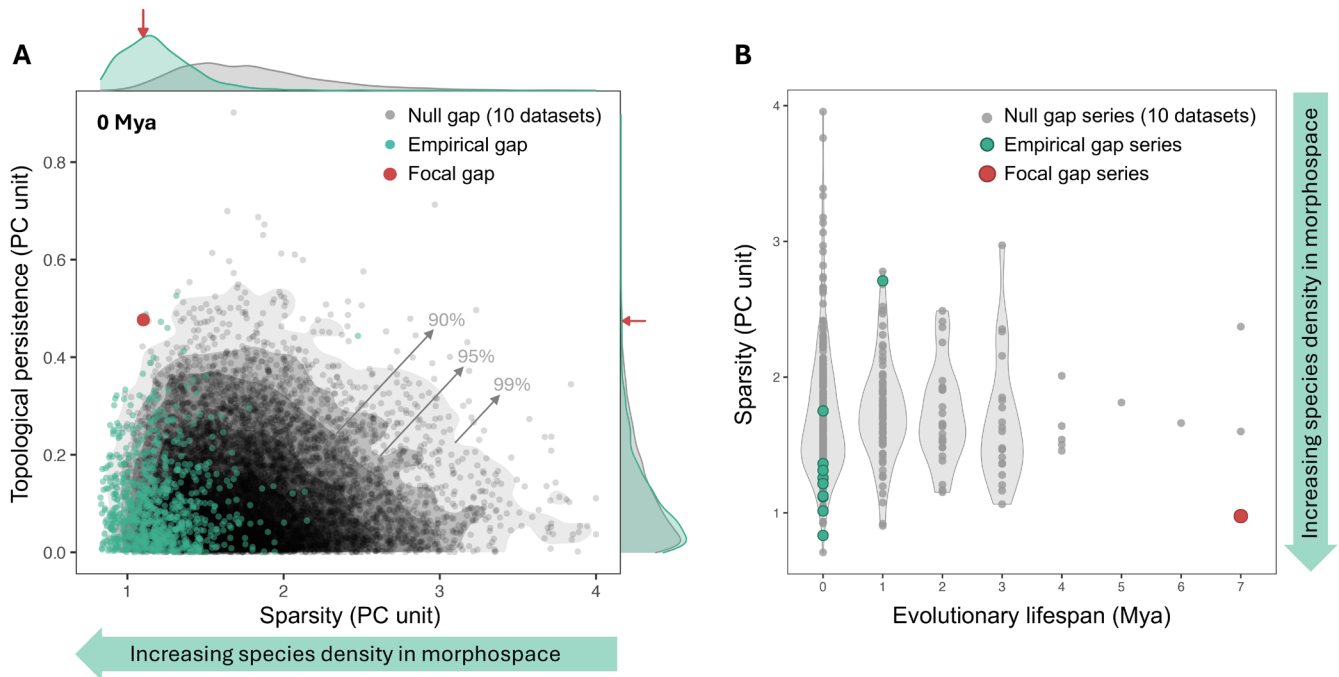 A
0 Mya
Null gap (10 datasets)
Empirical gap
Focal gap
90%
95%
99%
Topological persistence (PC unit)
0.8
0.6
0.4
0.2
0.0
1
2
3
4
Sparsity (PC unit)
Increasing species density in morphospace
B
Null gap series (10 datasets)
Empirical gap series
Focal gap series
Sparsity (PC unit)
4
3
2
1
0
1
2
3
4
5
6
7
Evolutionary lifespan (Mya)
Increasing species density in morphospace